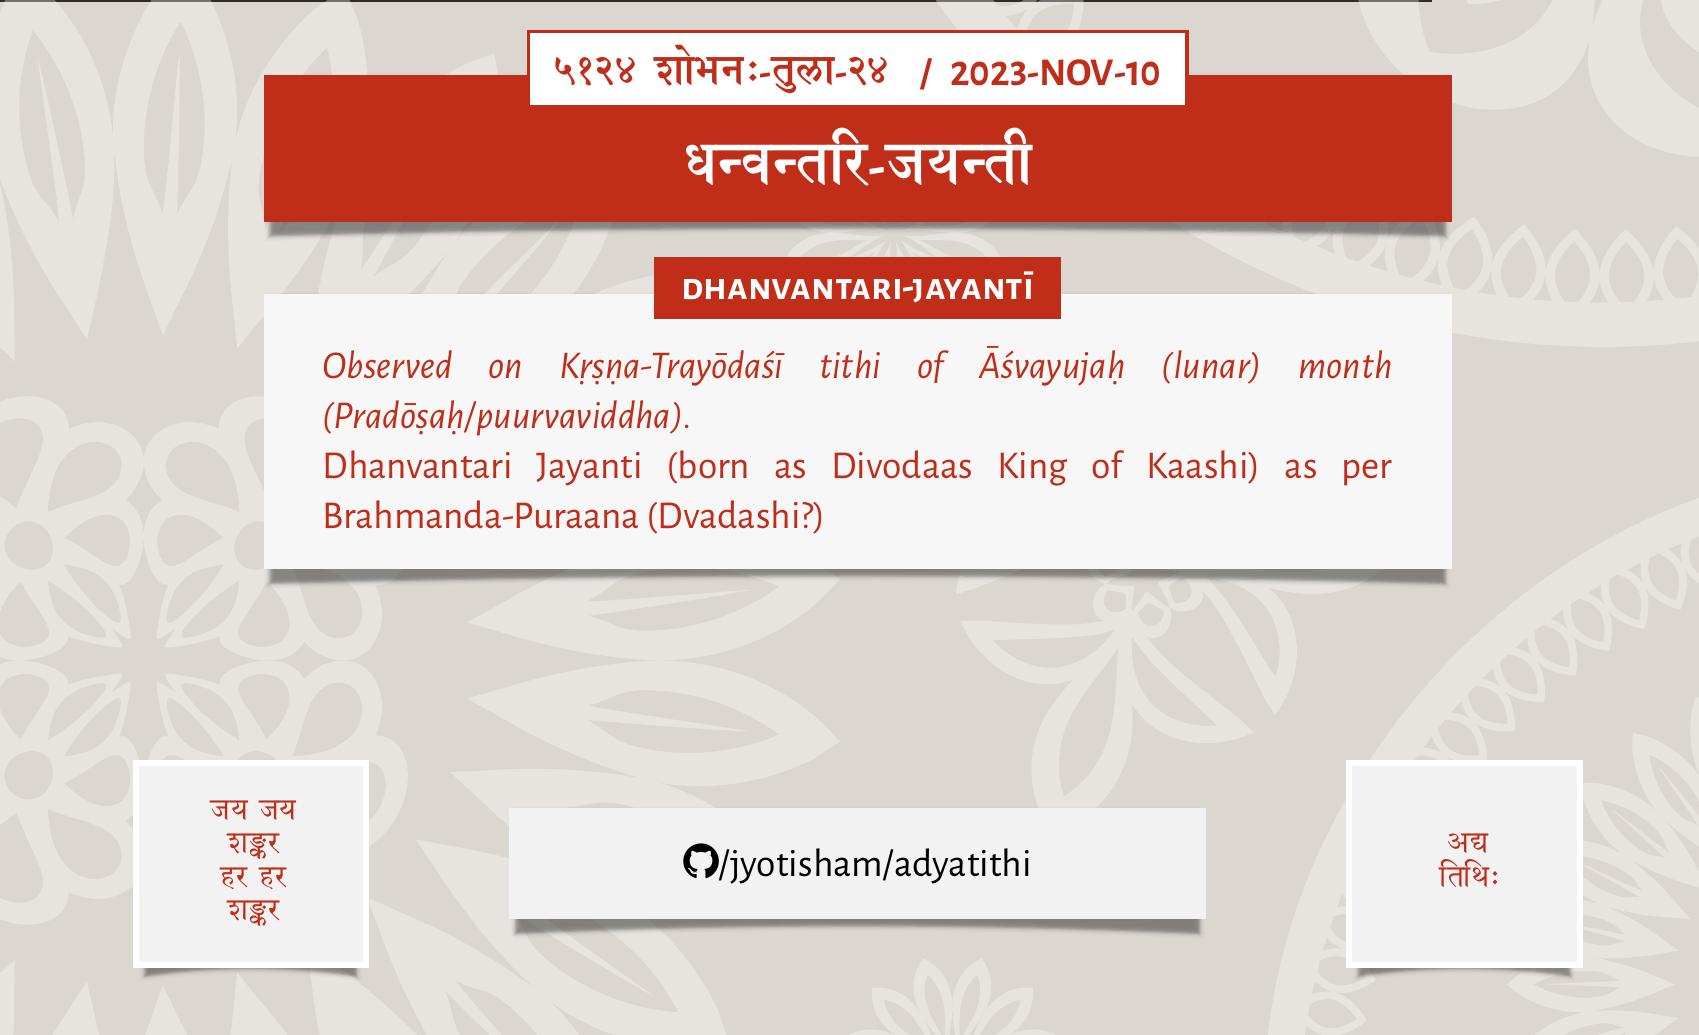 ५१२४ शोभनः-तुला-२४ / 2023-NOV-10
धन्वन्तरि-जयन्ती
DHANVANTARI-JAYANTĪ
Observed on Kṛṣṇa-Trayōdaśī tithi of Āśvayujaḥ (lunar) month
(Pradōṣaḥ/puurvaviddha).
Dhanvantari Jayanti (born as Divodaas King of Kaashi) as per
Brahmanda-Puraana (Dvadashi?)
जय जय
शङ्कर
हर हर
शङ्कर
/jyotisham/adyatithi
अद्य
तिथिः